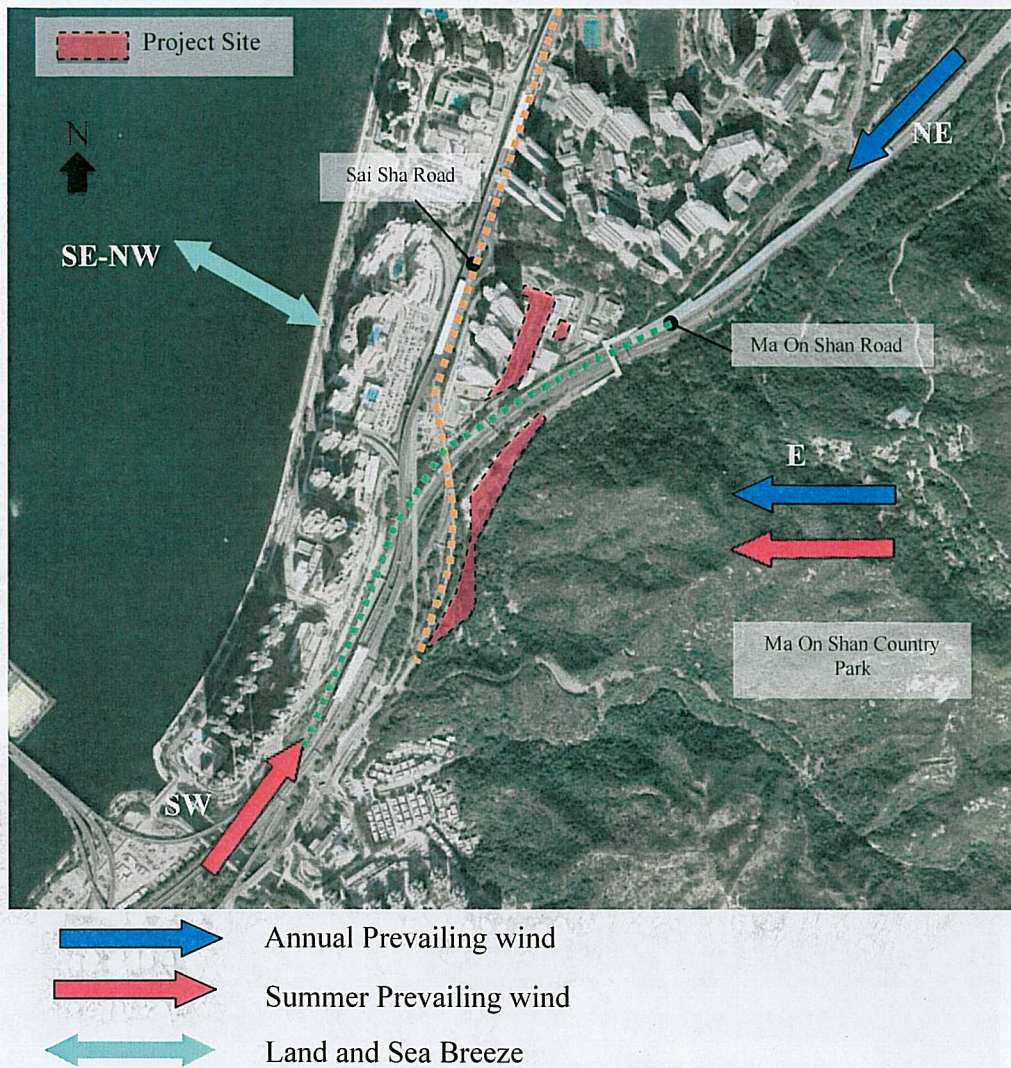 Project Site
N
NE
Sai Sha Road
SE-NW
Ma On Shan Road
E
Ma On Shan Country
Park
SW
Annual Prevailing wind
Summer Prevailing wind
Land and Sea Breeze